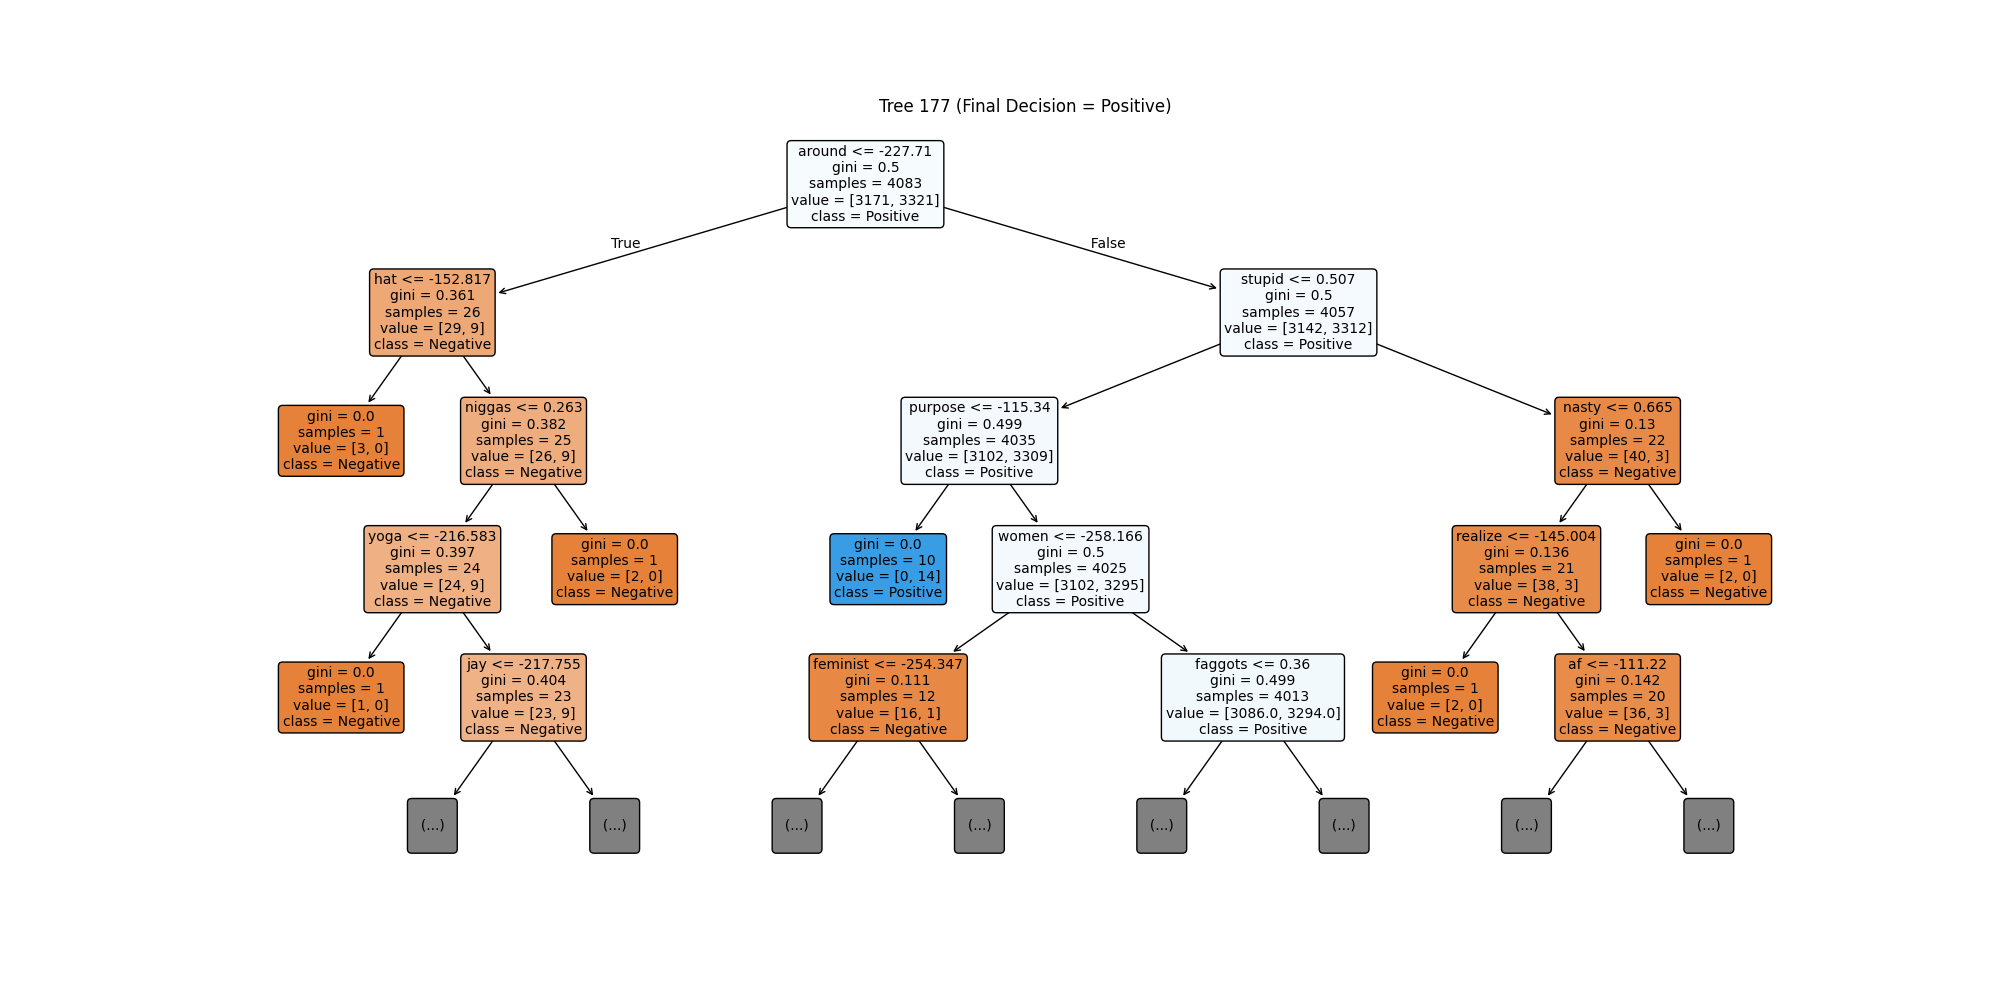 Tree 177 (Final Decision = Positive)
around <= -227.71
gini = 0.5
samples = 4083
value = [3171, 3321]
class = Positive
True
False
hat <= -152.817
gini = 0.361
samples = 26
value = [29, 9]
class = Negative
stupid <= 0.507
gini = 0.5
samples = 4057
value = [3142, 3312]
class = Positive
gini = 0.0
samples = 1
value = [3, 0]
class = Negative
niggas <= 0.263
gini = 0.382
samples = 25
value = [26, 9]
class = Negative
purpose <= -115.34
gini = 0.499
samples = 4035
value = [3102, 3309]
class = Positive
nasty <= 0.665
gini = 0.13
samples = 22
value = [40, 3]
class = Negative
yoga <= -216.583
gini = 0.397
samples = 24
value = [24, 9]
class = Negative
gini = 0.0
samples = 1
value = [2, 0]
class = Negative
gini = 0.0
samples = 10
value = [0, 14]
class = Positive
women <= -258.166
gini = 0.5
samples = 4025
value = [3102, 3295]
class = Positive
realize <= -145.004
gini = 0.136
samples = 21
value = [38, 3]
class = Negative
gini = 0.0
samples = 1
value = [2, 0]
class = Negative
gini = 0.0
samples = 1
value = [1, 0]
class = Negative
jay <= -217.755
gini = 0.404
samples = 23
value = [23, 9]
class = Negative
feminist <= -254.347
gini = 0.111
samples = 12
value = [16, 1]
class = Negative
faggots <= 0.36
gini = 0.499
samples = 4013
value = [3086.0, 3294.0]
class = Positive
gini = 0.0
samples = 1
value = [2, 0]
class = Negative
af <= -111.22
gini = 0.142
samples = 20
value = [36, 3]
class = Negative
(...)
(...)
(...)
(...)
(...)
(...)
(...)
(...)